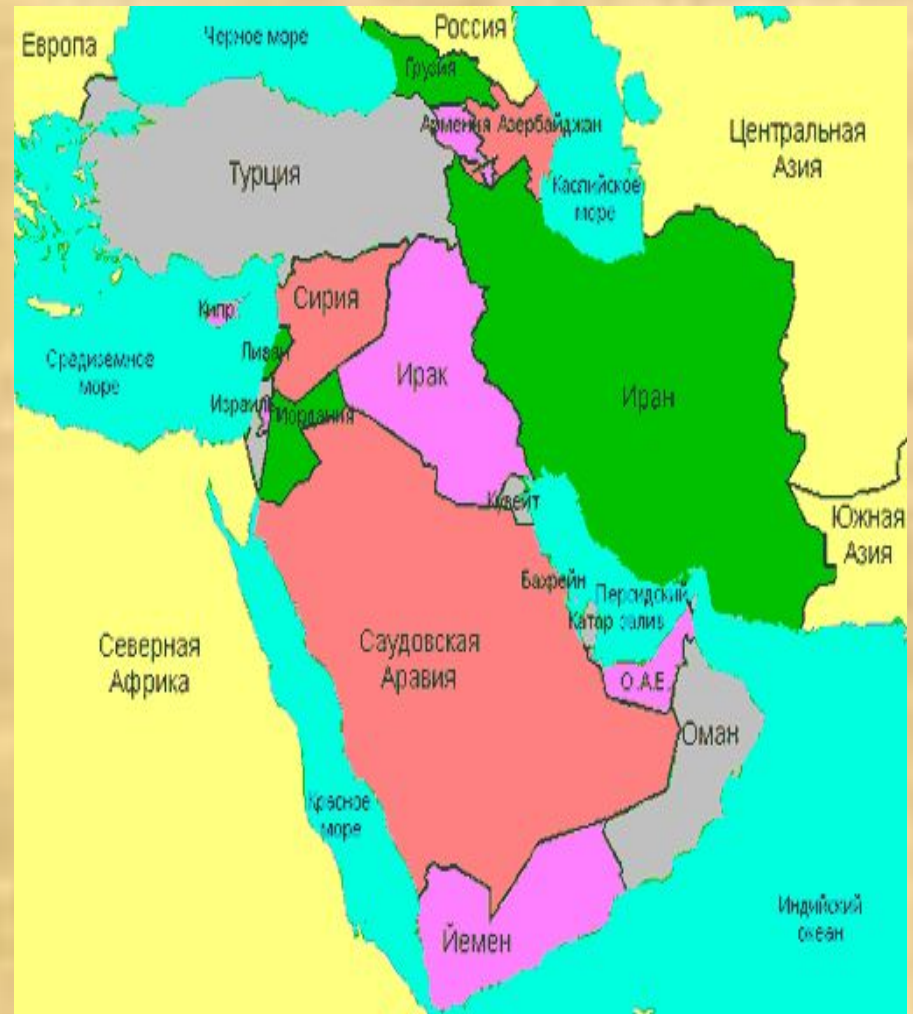 Европа
Черное море
Россия
Грузия
Армения
Азербайджан
Центральная
Азия
Турция
Каспийское
море
Кипр
Сирия
Ливан
Средиземное
море
Израиль
Иордания
Ирак
Иран
Кувейт
Южная
Азия
Бахрейн
Персидский
залив
Катар
Северная
Африка
Саудовская
Аравия
О.А.Е.
Оман
Красное
море
Йемен
Индийский
океан